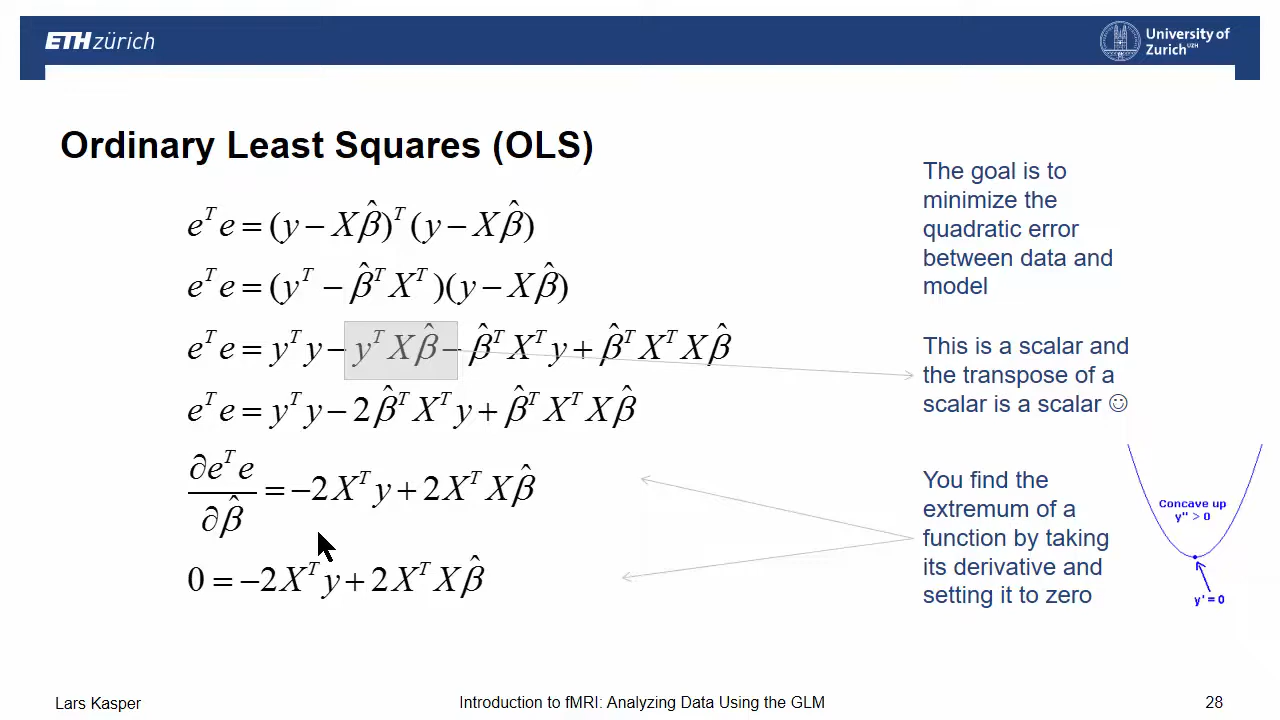 ETH zürich
University of
Zurich UZH
Ordinary Least Squares (OLS)
eᵀe = (y − Xβ̂)ᵀ(y − Xβ̂)
eᵀe = (yᵀ − β̂ᵀXᵀ)(y − Xβ̂)
eᵀe = yᵀy − yᵀXβ̂ − β̂ᵀXᵀy + β̂ᵀXᵀXβ̂
eᵀe = yᵀy − 2β̂ᵀXᵀy + β̂ᵀXᵀXβ̂
∂eᵀe / ∂β̂ = −2Xᵀy + 2XᵀXβ̂
0 = −2Xᵀy + 2XᵀXβ̂
The goal is to
minimize the
quadratic error
between data and
model
This is a scalar and
the transpose of a
scalar is a scalar ☺
You find the
extremum of a
function by taking
its derivative and
setting it to zero
Concave up
y'' > 0
y' = 0
Lars Kasper
Introduction to fMRI: Analyzing Data Using the GLM
28